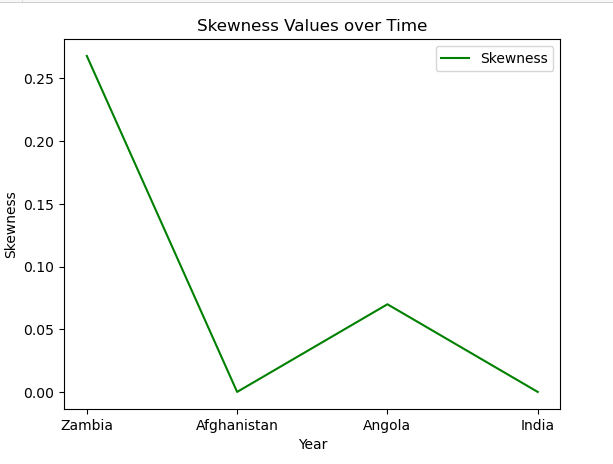 Skewness Values over Time
Skewness
0.25
0.20
0.15
0.10
0.05
0.00
Skewness
Zambia Afghanistan Angola India
Year